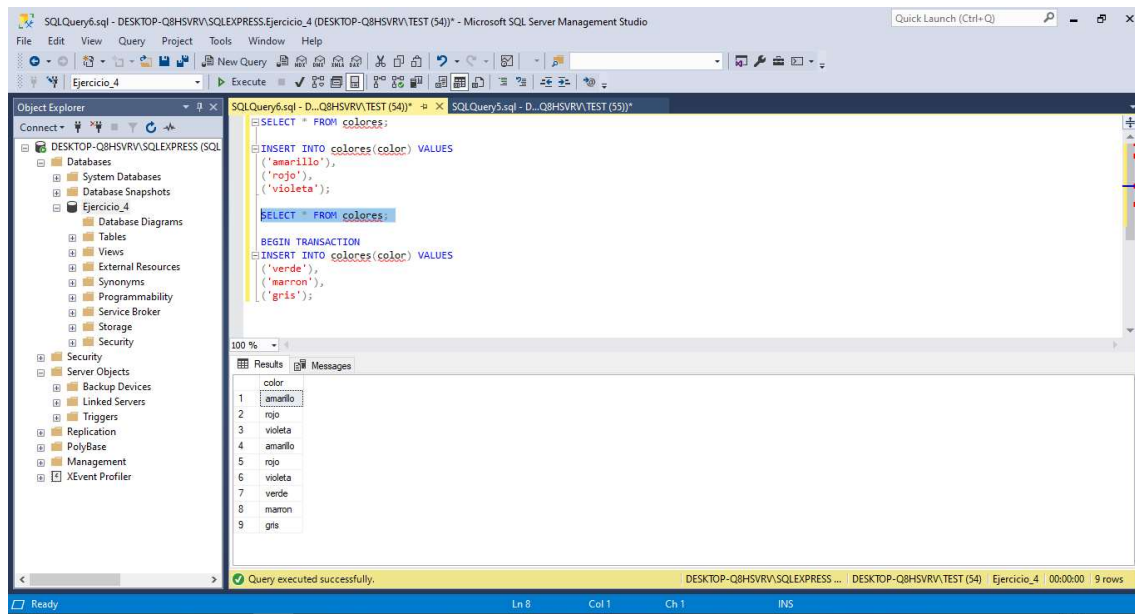 SQLQuery6.sql - DESKTOP-Q8HSVRV\SQLEXPRESS.Ejercicio_4 (DESKTOP-Q8HSVRV\TEST (54))* - Microsoft SQL Server Management Studio
Quick Launch (Ctrl+Q)
File Edit View Query Project Tools Window Help
New Query
Ejercicio_4
Execute
Object Explorer
SQLQuery6.sql - D...Q8HSVRV\TEST (54))*
SQLQuery5.sql - D...Q8HSVRV\TEST (55))*
Connect
DESKTOP-Q8HSVRV\SQLEXPRESS (SQL
Databases
System Databases
Database Snapshots
Ejercicio_4
Database Diagrams
Tables
Views
External Resources
Synonyms
Programmability
Service Broker
Storage
Security
Security
Server Objects
Backup Devices
Linked Servers
Triggers
Replication
PolyBase
Management
XEvent Profiler
SELECT * FROM colores;
INSERT INTO colores(color) VALUES
('amarillo'),
('rojo'),
('violeta');
SELECT * FROM colores;
BEGIN TRANSACTION
INSERT INTO colores(color) VALUES
('verde'),
('marron'),
('gris');
100 %
Results Messages
color
1 amarillo
2 rojo
3 violeta
4 amarillo
5 rojo
6 violeta
7 verde
8 marron
9 gris
Query executed successfully.
DESKTOP-Q8HSVRV\SQLEXPRESS ... DESKTOP-Q8HSVRV\TEST (54) Ejercicio_4 00:00:00 9 rows
Ready Ln 8 Col 1 Ch 1 INS